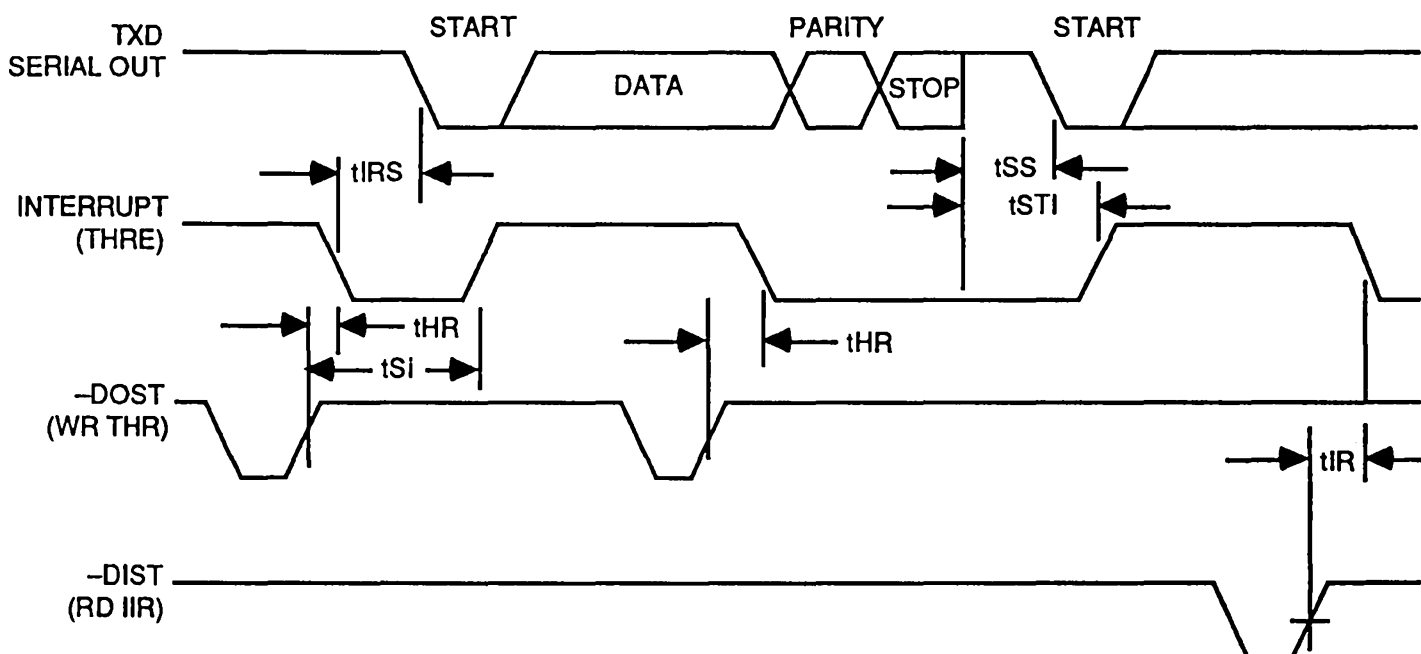 TXD
SERIAL OUT
START
DATA
PARITY
STOP
START
tIRS
tSS
tSTI
INTERRUPT
(THRE)
tHR
tSI
tHR
–DOST
(WR THR)
tIR
–DIST
(RD IIR)